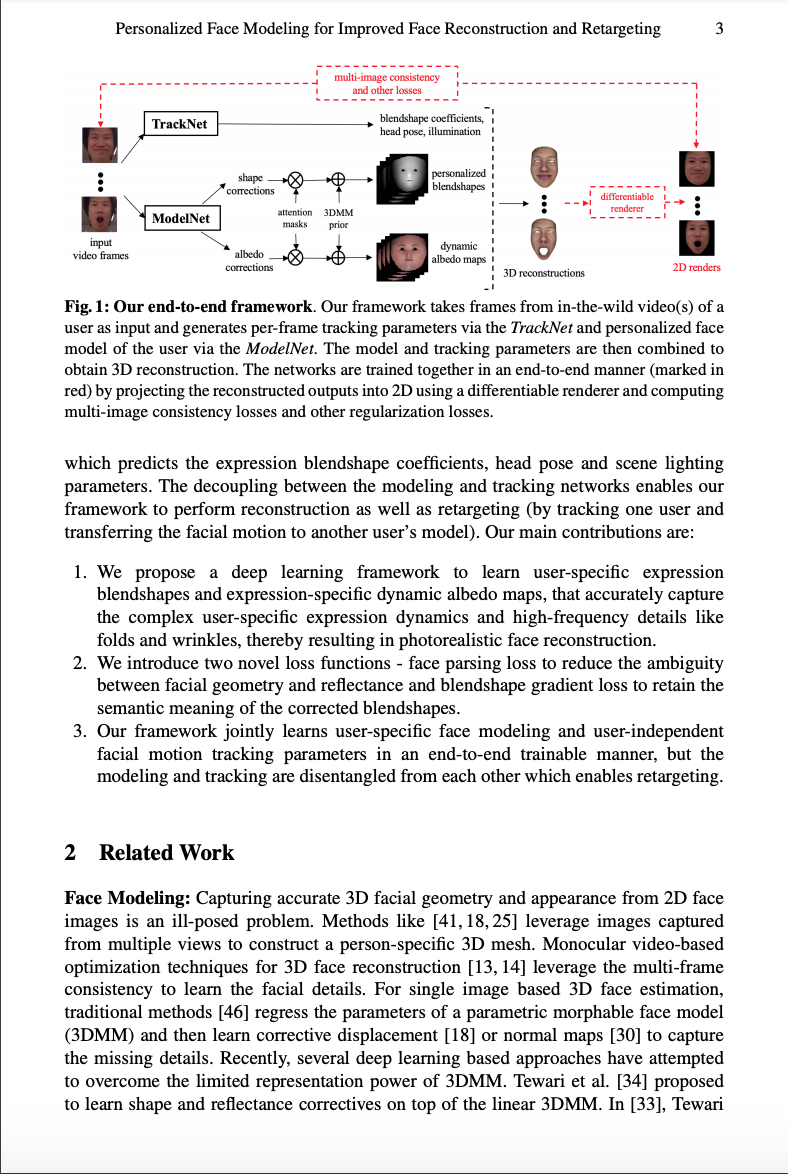 Personalized Face Modeling for Improved Face Reconstruction and Retargeting 3
multi-image consistency
and other losses
TrackNet
blendshape coefficients,
head pose, illumination
shape
corrections
personalized
blendshapes
ModelNet
attention
masks
3DMM
prior
differentiable
renderer
input
video frames
albedo
corrections
dynamic
albedo maps
3D reconstructions
2D renders
Fig. 1: Our end-to-end framework. Our framework takes frames from in-the-wild video(s) of a
user as input and generates per-frame tracking parameters via the TrackNet and personalized face
model of the user via the ModelNet. The model and tracking parameters are then combined to
obtain 3D reconstruction. The networks are trained together in an end-to-end manner (marked in
red) by projecting the reconstructed outputs into 2D using a differentiable renderer and computing
multi-image consistency losses and other regularization losses.
which predicts the expression blendshape coefficients, head pose and scene lighting
parameters. The decoupling between the modeling and tracking networks enables our
framework to perform reconstruction as well as retargeting (by tracking one user and
transferring the facial motion to another user's model). Our main contributions are:
1. We propose a deep learning framework to learn user-specific expression
blendshapes and expression-specific dynamic albedo maps, that accurately capture
the complex user-specific expression dynamics and high-frequency details like
folds and wrinkles, thereby resulting in photorealistic face reconstruction.
2. We introduce two novel loss functions - face parsing loss to reduce the ambiguity
between facial geometry and reflectance and blendshape gradient loss to retain the
semantic meaning of the corrected blendshapes.
3. Our framework jointly learns user-specific face modeling and user-independent
facial motion tracking parameters in an end-to-end trainable manner, but the
modeling and tracking are disentangled from each other which enables retargeting.
2 Related Work
Face Modeling: Capturing accurate 3D facial geometry and appearance from 2D face
images is an ill-posed problem. Methods like [41, 18, 25] leverage images captured
from multiple views to construct a person-specific 3D mesh. Monocular video-based
optimization techniques for 3D face reconstruction [13, 14] leverage the multi-frame
consistency to learn the facial details. For single image based 3D face estimation,
traditional methods [46] regress the parameters of a parametric morphable face model
(3DMM) and then learn corrective displacement [18] or normal maps [30] to capture
the missing details. Recently, several deep learning based approaches have attempted
to overcome the limited representation power of 3DMM. Tewari et al. [34] proposed
to learn shape and reflectance correctives on top of the linear 3DMM. In [33], Tewari